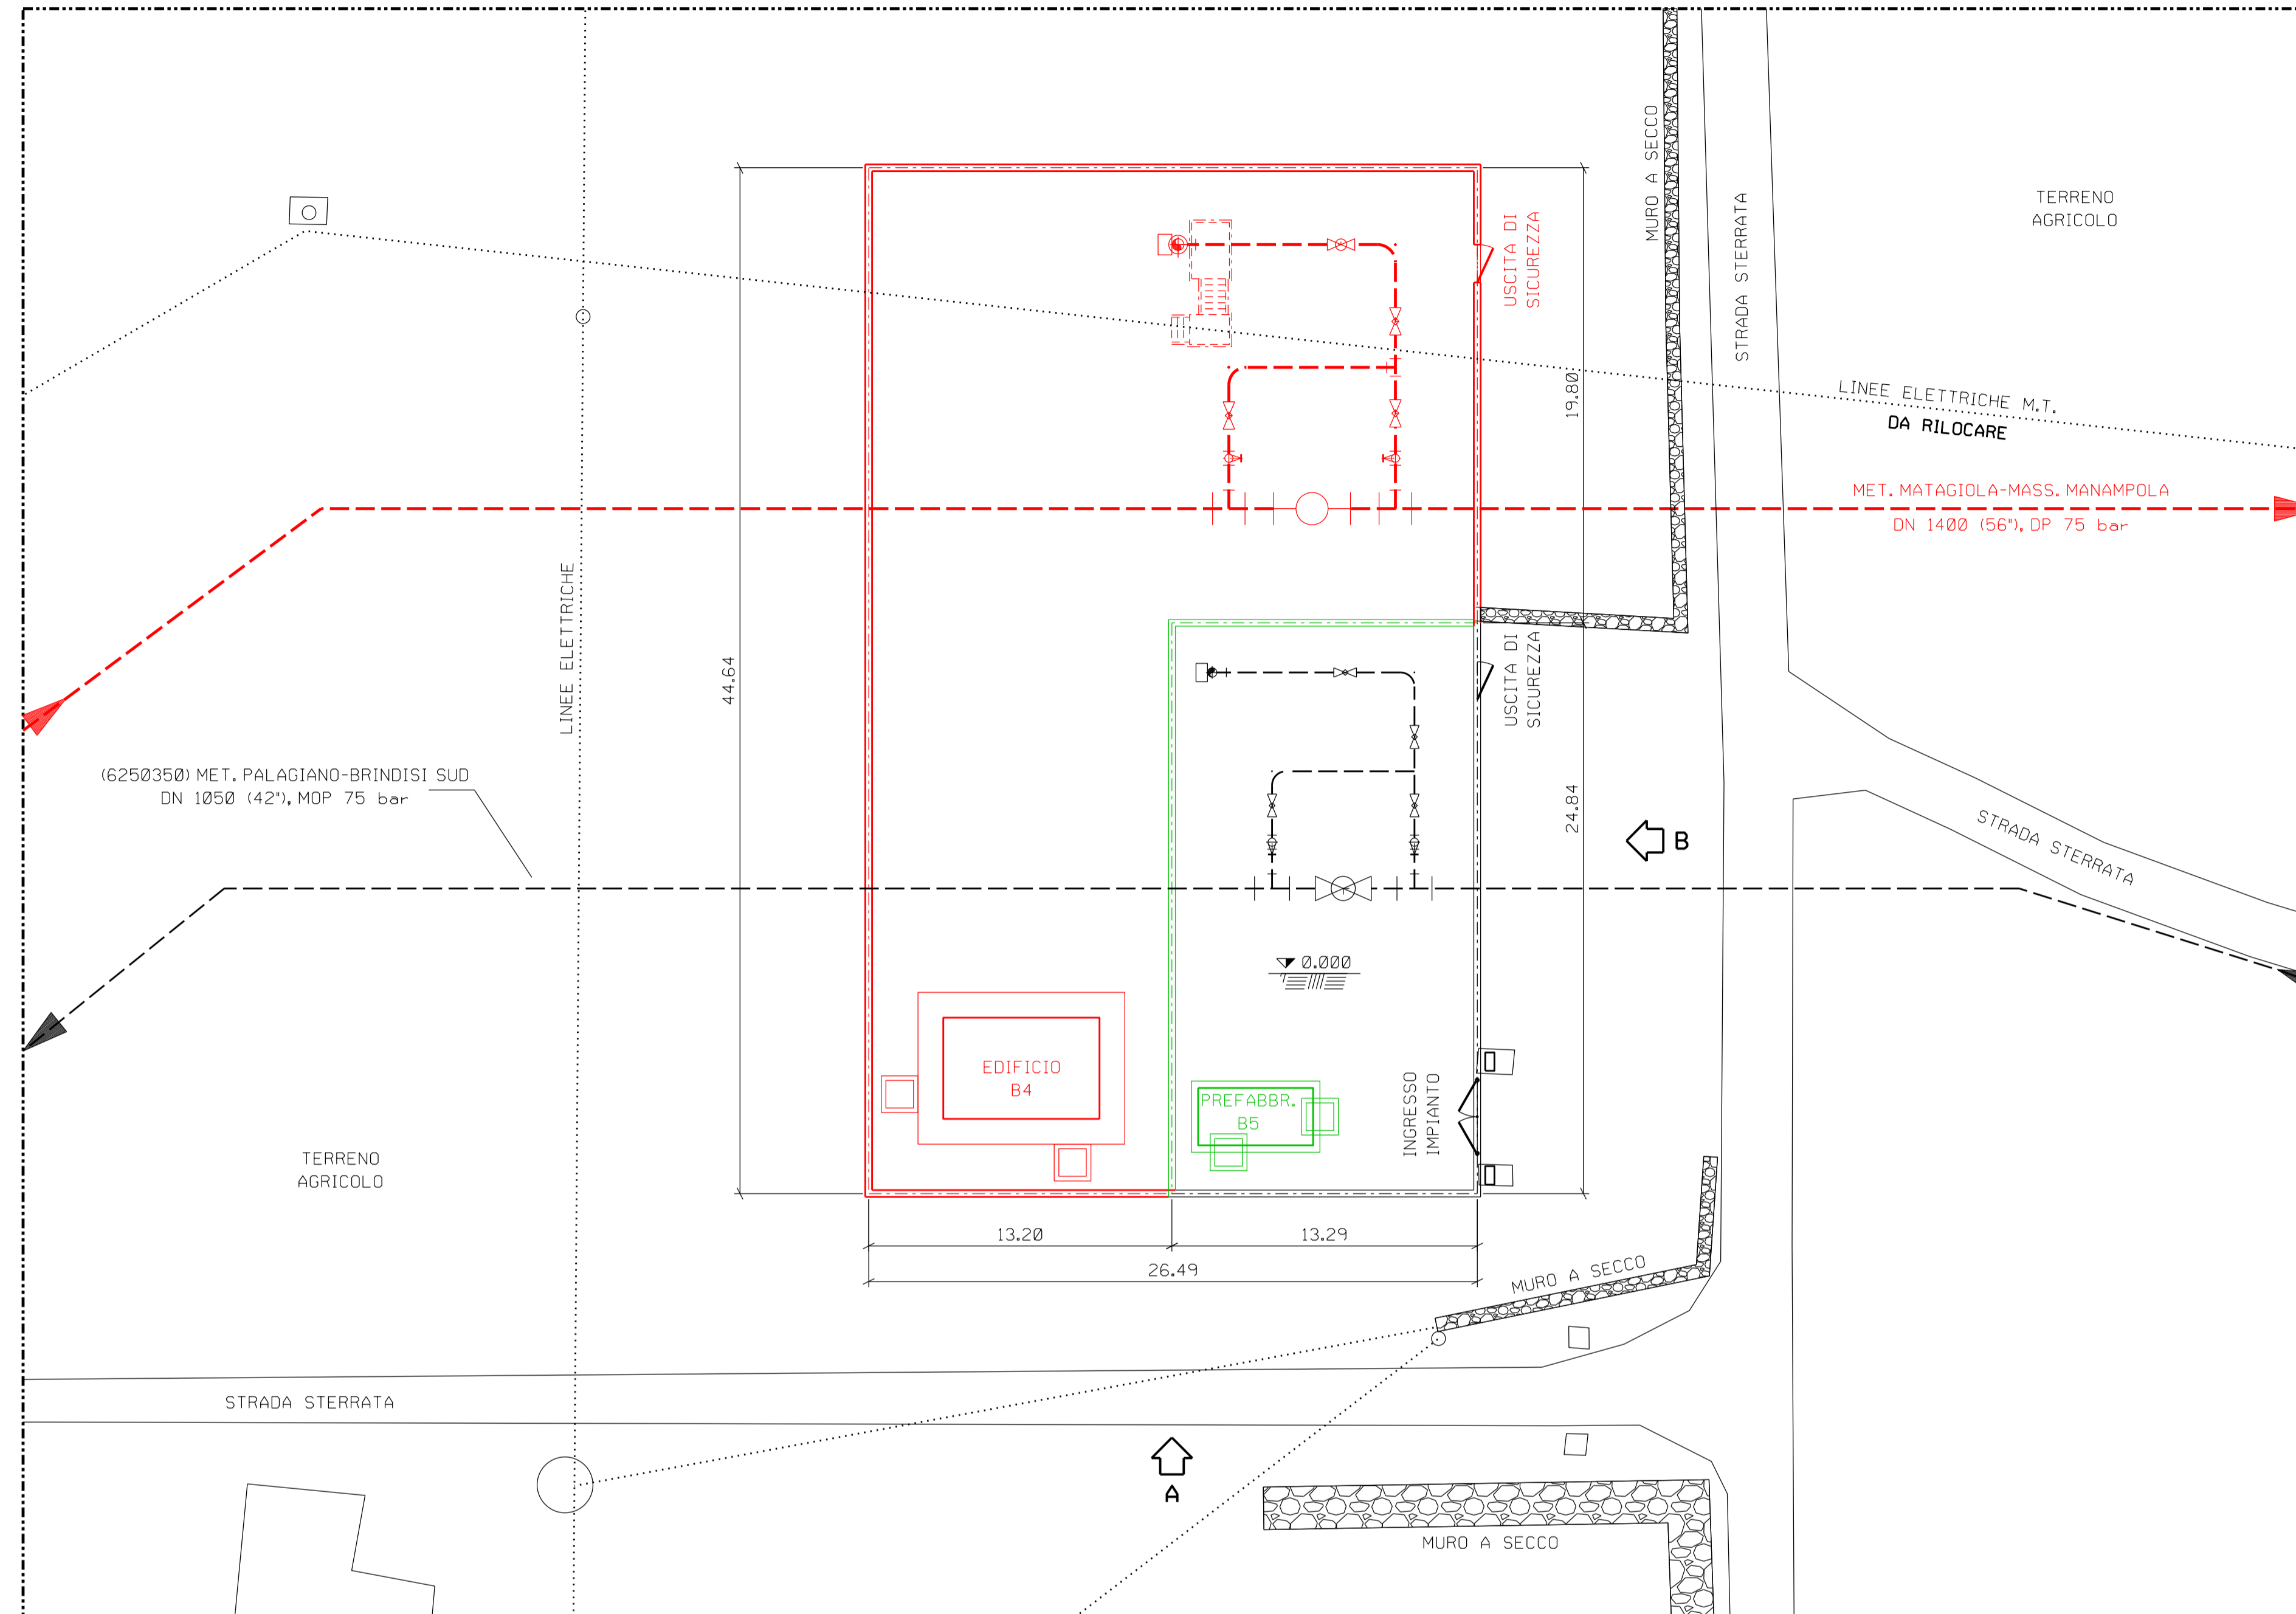 MURO A SECCO
STRADA STERRATA
TERRENO
AGRICOLO
USCITA DI
SICUREZZA
19.80
LINEE ELETTRICHE M.T.
DA RILOCARE
MET. MATAGIOLA-MASS. MANAMPOLA
DN 1400 (56"), DP 75 bar
LINEE ELETTRICHE
44.64
USCITA DI
SICUREZZA
(6250350) MET. PALAGIANO-BRINDISI SUD
DN 1050 (42"), MOP 75 bar
24.84
B
STRADA STERRATA
0.000
EDIFICIO
B4
PREFABBR.
B5
INGRESSO
IMPIANTO
TERRENO
AGRICOLO
13.20
13.29
26.49
MURO A SECCO
STRADA STERRATA
A
MURO A SECCO